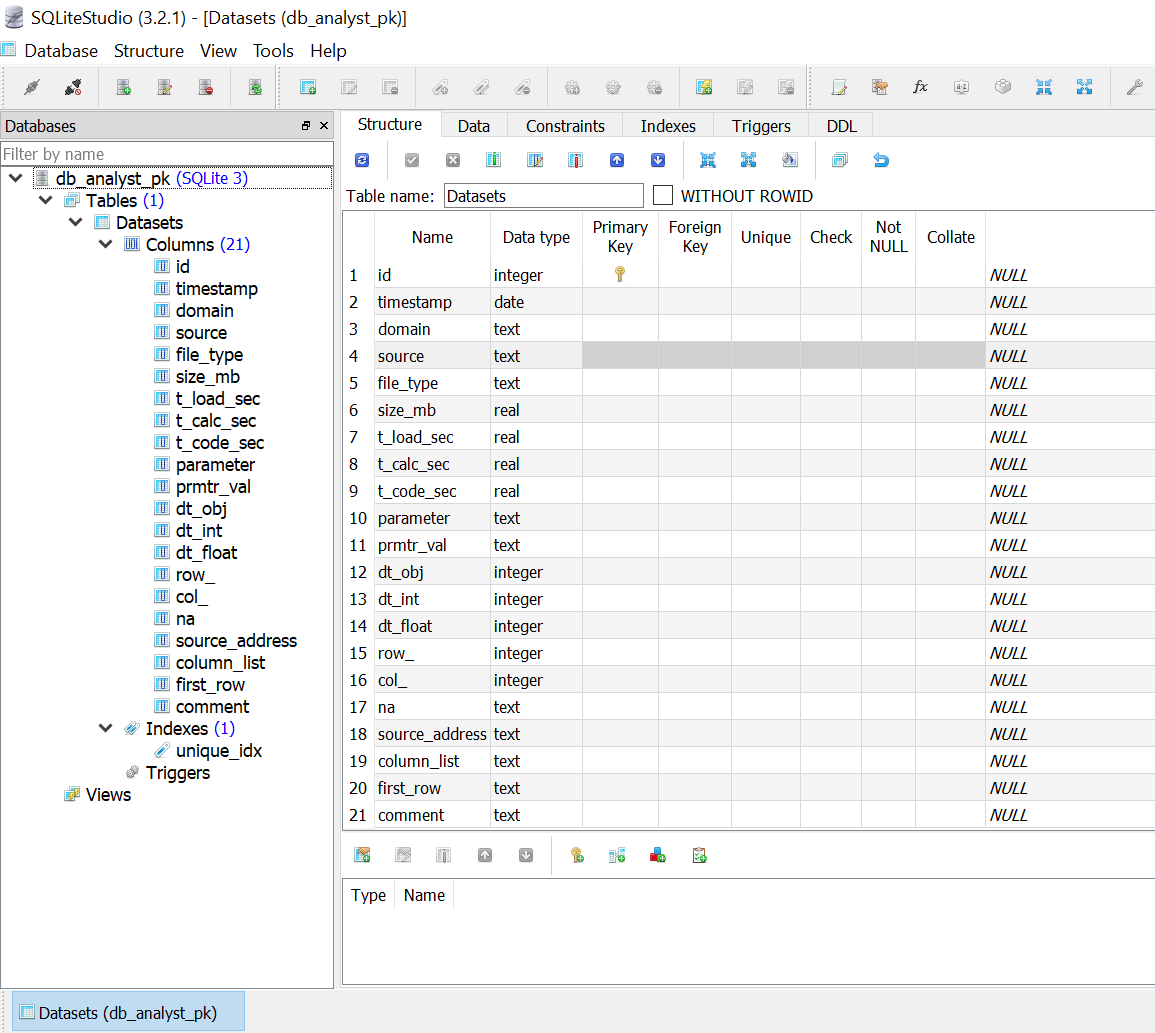 SQLiteStudio (3.2.1) - [Datasets (db_analyst_pk)]
Database Structure View Tools Help
fx
a-z
Databases
Filter by name
db_analyst_pk (SQLite 3)
Tables (1)
Datasets
Columns (21)
id
timestamp
domain
source
file_type
size_mb
t_load_sec
t_calc_sec
t_code_sec
parameter
prmtr_val
dt_obj
dt_int
dt_float
row_
col_
na
source_address
column_list
first_row
comment
Indexes (1)
unique_idx
Triggers
Views
Structure Data Constraints Indexes Triggers DDL
Table name: Datasets WITHOUT ROWID
Name Data type Primary Key Foreign Key Unique Check Not NULL Collate
1 id integer NULL
2 timestamp date NULL
3 domain text NULL
4 source text NULL
5 file_type text NULL
6 size_mb real NULL
7 t_load_sec real NULL
8 t_calc_sec real NULL
9 t_code_sec real NULL
10 parameter text NULL
11 prmtr_val text NULL
12 dt_obj integer NULL
13 dt_int integer NULL
14 dt_float integer NULL
15 row_ integer NULL
16 col_ integer NULL
17 na text NULL
18 source_address text NULL
19 column_list text NULL
20 first_row text NULL
21 comment text NULL
Type Name
Datasets (db_analyst_pk)